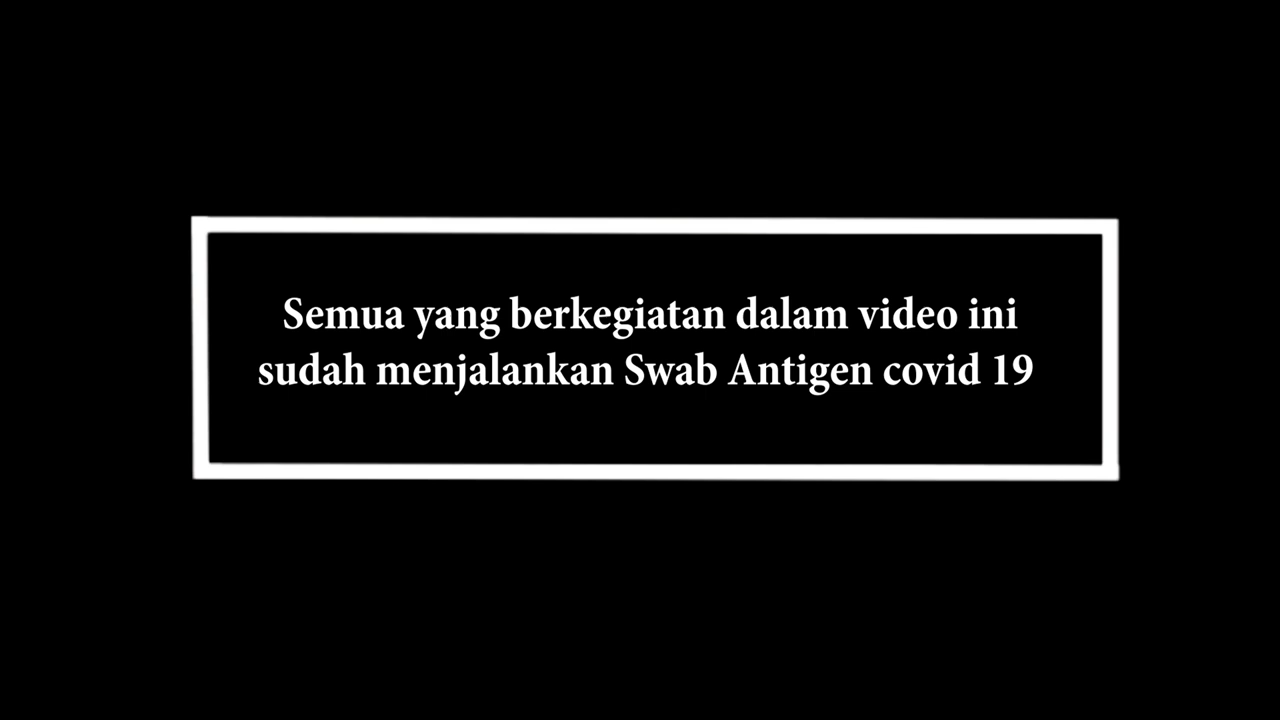 Semua yang berkegiatan dalam video ini
sudah menjalankan Swab Antigen covid 19